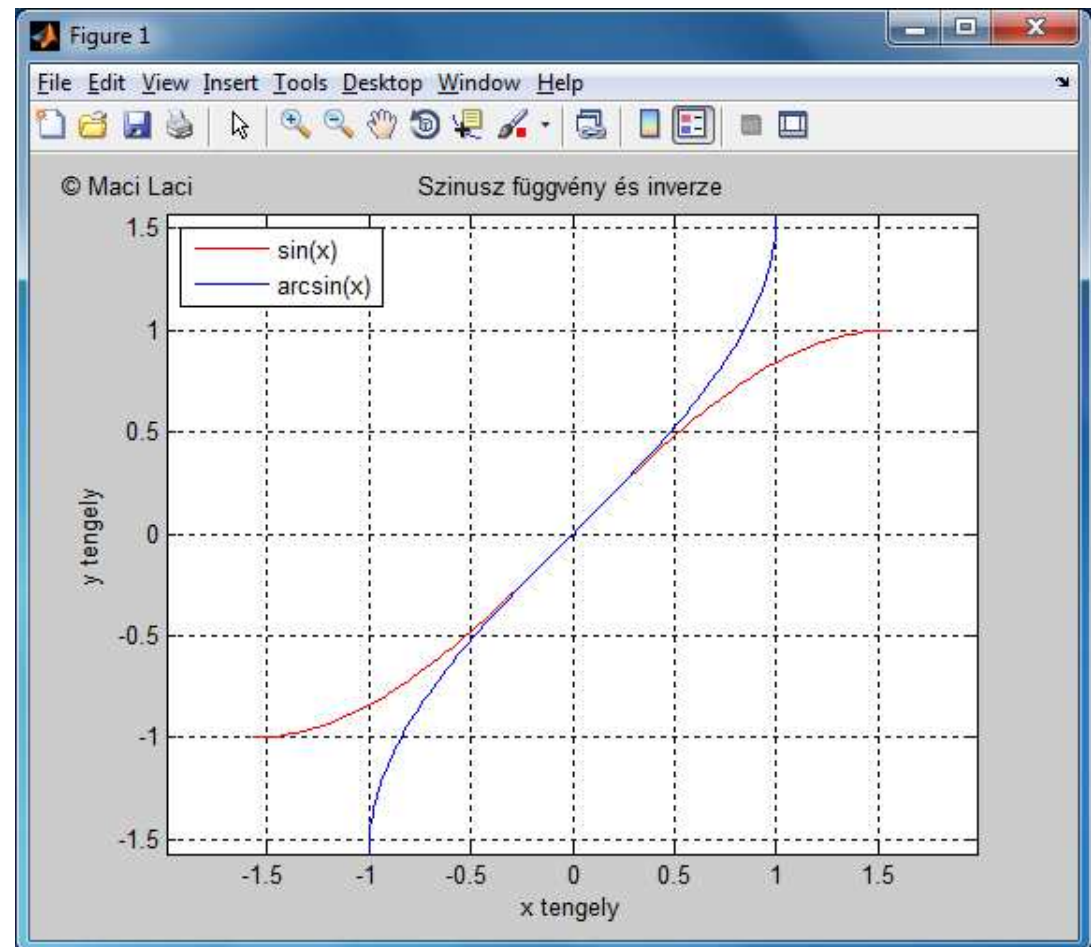 Figure 1
File Edit View Insert Tools Desktop Window Help
© Maci Laci
Szinusz függvény és inverze
sin(x)
arcsin(x)
1.5
1
0.5
0
-0.5
-1
-1.5
y tengely
-1.5 -1 -0.5 0 0.5 1 1.5
x tengely